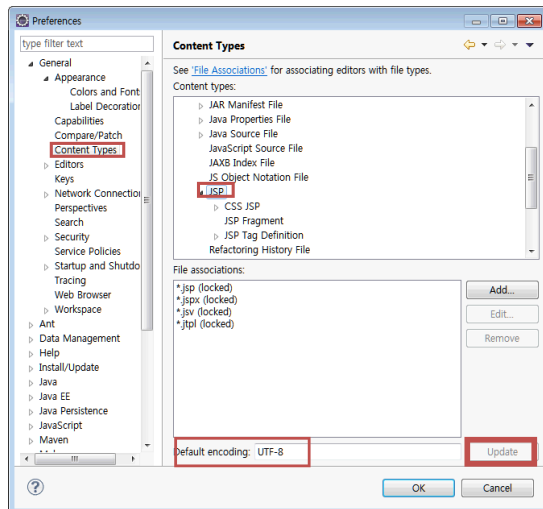 Preferences
type filter text
General
Appearance
Colors and Font
Label Decoration
Capabilities
Compare/Patch
Content Types
Editors
Keys
Network Connection
Perspectives
Search
Security
Service Policies
Startup and Shutdo
Tracing
Web Browser
Workspace
Ant
Data Management
Help
Install/Update
Java
Java EE
Java Persistence
JavaScript
Maven
Content Types
See 'File Associations' for associating editors with file types.
Content types:
JAR Manifest File
Java Properties File
Java Source File
JavaScript Source File
JAXB Index File
JS Object Notation File
JSP
CSS JSP
JSP Fragment
JSP Tag Definition
Refactoring History File
File associations:
*.jsp (locked)
*.jspx (locked)
*.jsv (locked)
*.jtpl (locked)
Add...
Edit...
Remove
Default encoding: UTF-8
Update
OK
Cancel